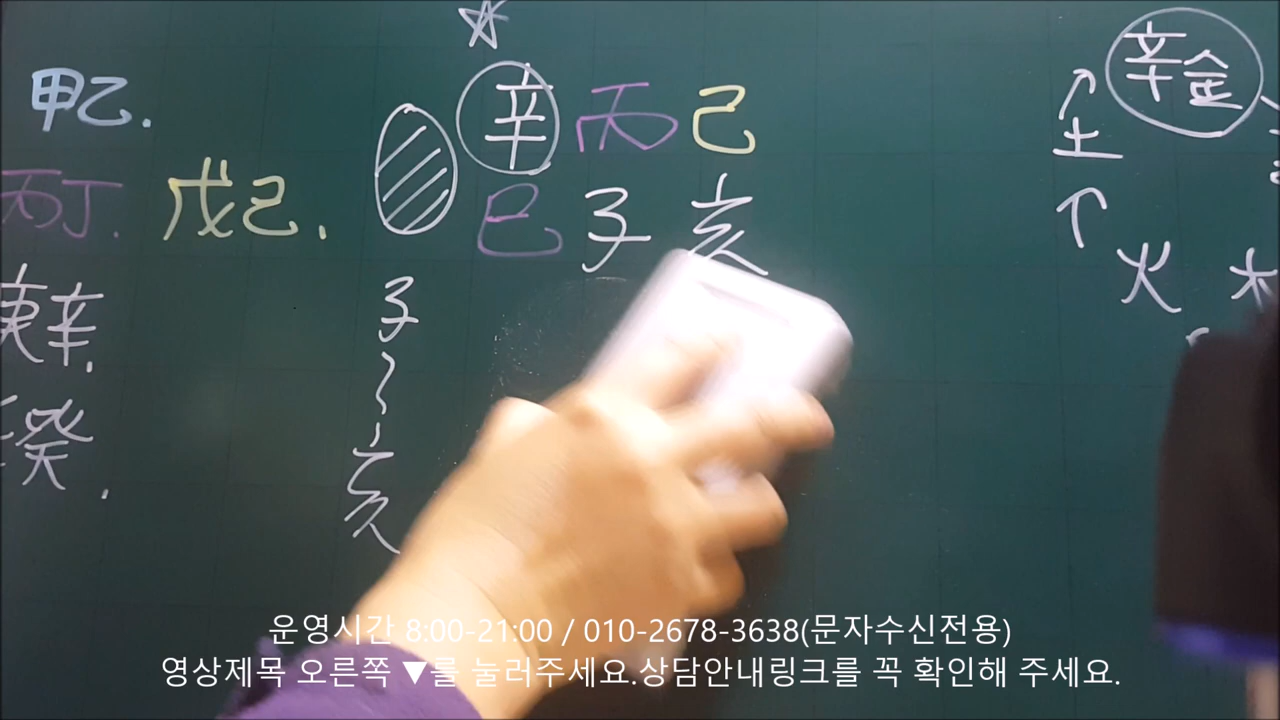 甲乙.
丙丁. 戊己.
庚辛.
癸.
辛 丙 己
巳 子 亥
子
~
亥
辛金
土
火 木
운영시간 8:00-21:00 / 010-2678-3638(문자수신전용)
영상제목 오른쪽 ▼를 눌러주세요.상담안내링크를 꼭 확인해 주세요.